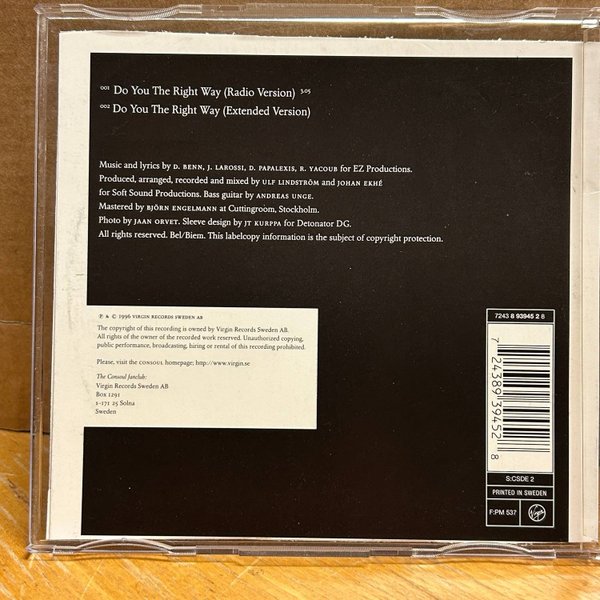 001 Do You The Right Way (Radio Version) 3:05
002 Do You The Right Way (Extended Version)
Music and lyrics by D. BENN, J. LAROSSI, D. PAPALEXIS, R. YACOUB for EZ Productions.
Produced, arranged, recorded and mixed by ULF LINDSTRÖM and JOHAN EKHÉ
for Soft Sound Productions. Bass guitar by ANDREAS UNGE.
Mastered by BJÖRN ENGELMANN at Cuttingroom, Stockholm.
Photo by JAAN ORVET. Sleeve design by JT KURPPA for Detonator DG.
All rights reserved. Bel/Biem. This labelcopy information is the subject of copyright protection.
℗ & © 1996 VIRGIN RECORDS SWEDEN AB
The copyright of this recording is owned by Virgin Records Sweden AB.
All rights of the owner of the recorded work reserved. Unauthorized copying,
public performance, broadcasting, hiring or rental of this recording prohibited.
Please, visit the CONSOUL homepage; http://www.virgin.se
The Consoul fanclub:
Virgin Records Sweden AB
Box 1291
S-171 25 Solna
Sweden
7243 8 93945 2 8
7 24389 39452 8
S:CSDE 2
PRINTED IN SWEDEN
F:PM 537
Virgin